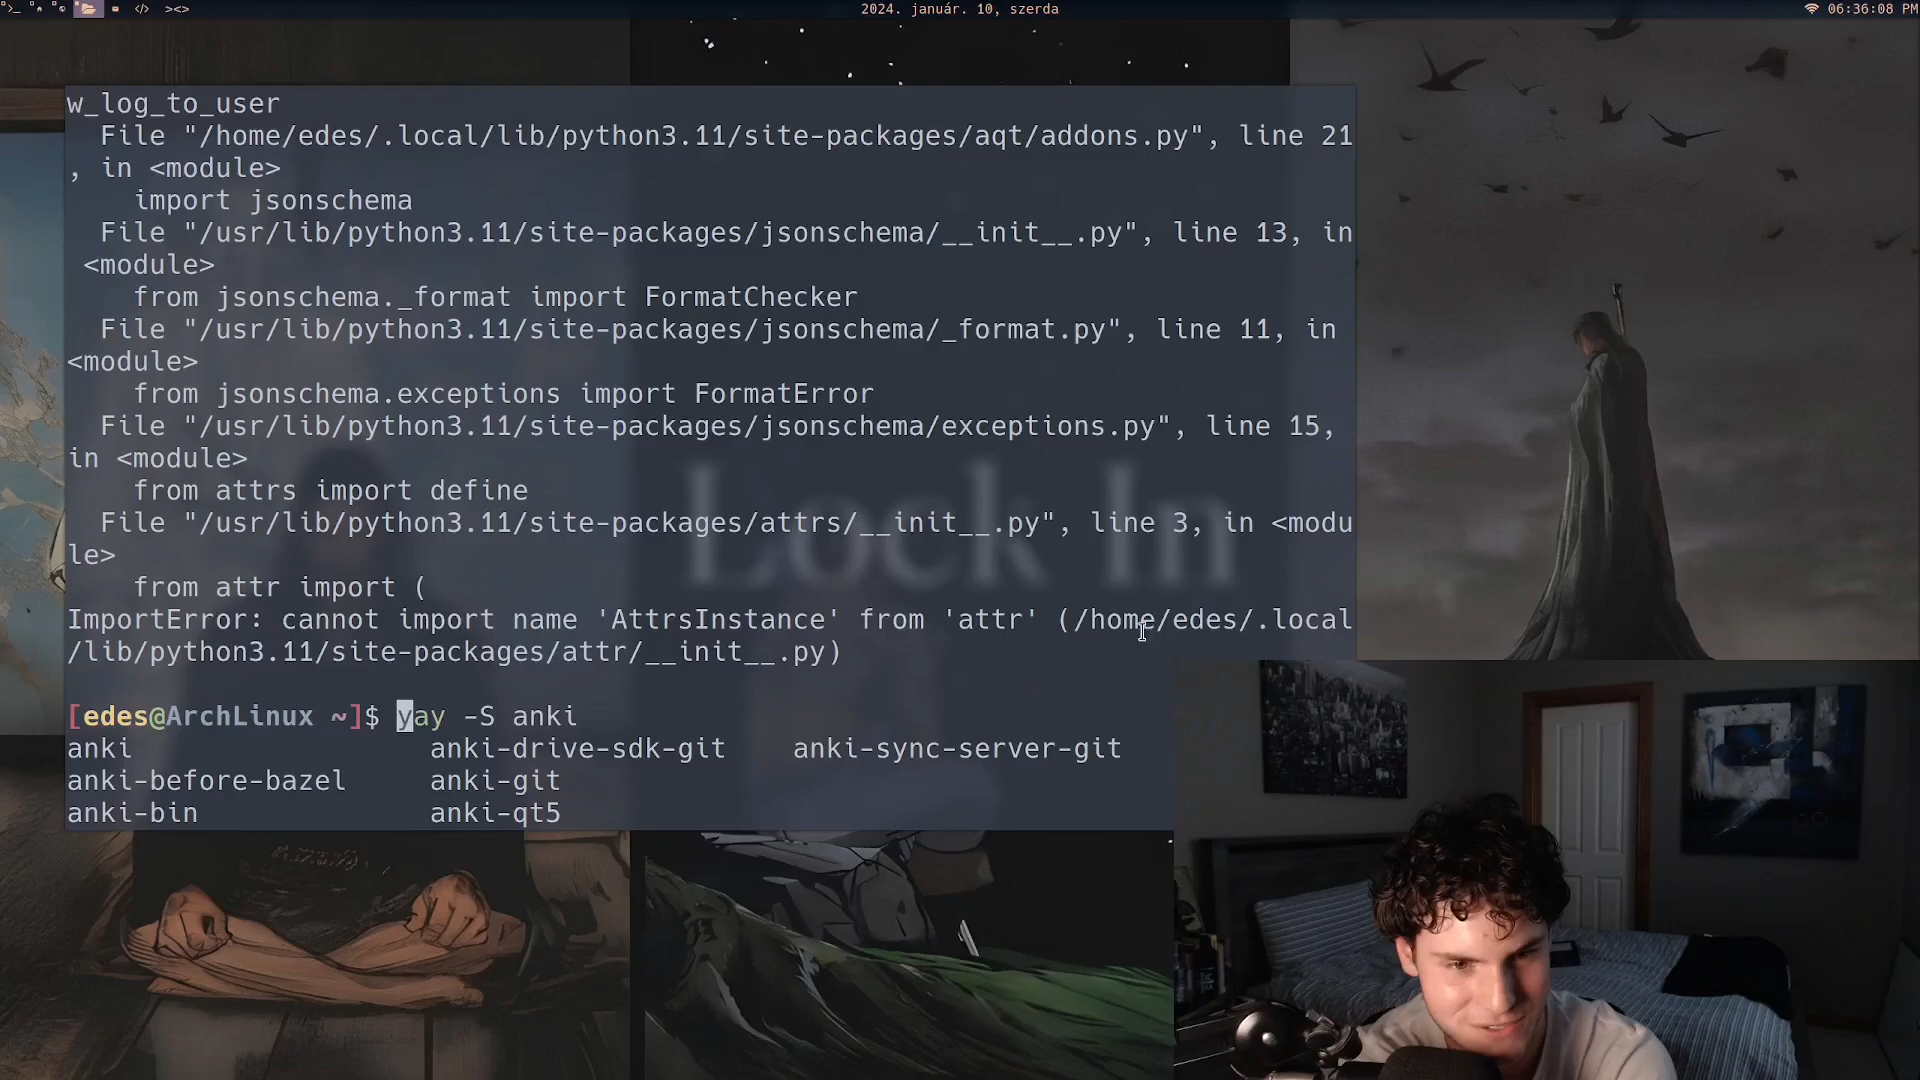 >_
</>
><>
2024. január. 10, szerda
06:36:08 PM
w_log_to_user
File "/home/edes/.local/lib/python3.11/site-packages/aqt/addons.py", line 21
, in <module>
import jsonschema
File "/usr/lib/python3.11/site-packages/jsonschema/__init__.py", line 13, in
<module>
from jsonschema._format import FormatChecker
File "/usr/lib/python3.11/site-packages/jsonschema/_format.py", line 11, in
<module>
from jsonschema.exceptions import FormatError
File "/usr/lib/python3.11/site-packages/jsonschema/exceptions.py", line 15,
in <module>
from attrs import define
File "/usr/lib/python3.11/site-packages/attrs/__init__.py", line 3, in <modu
le>
from attr import (
ImportError: cannot import name 'AttrsInstance' from 'attr' (/home/edes/.local
/lib/python3.11/site-packages/attr/__init__.py)
Lock In
[edes@ArchLinux ~]$ yay -S anki
anki anki-drive-sdk-git anki-sync-server-git
anki-before-bazel anki-git
anki-bin anki-qt5